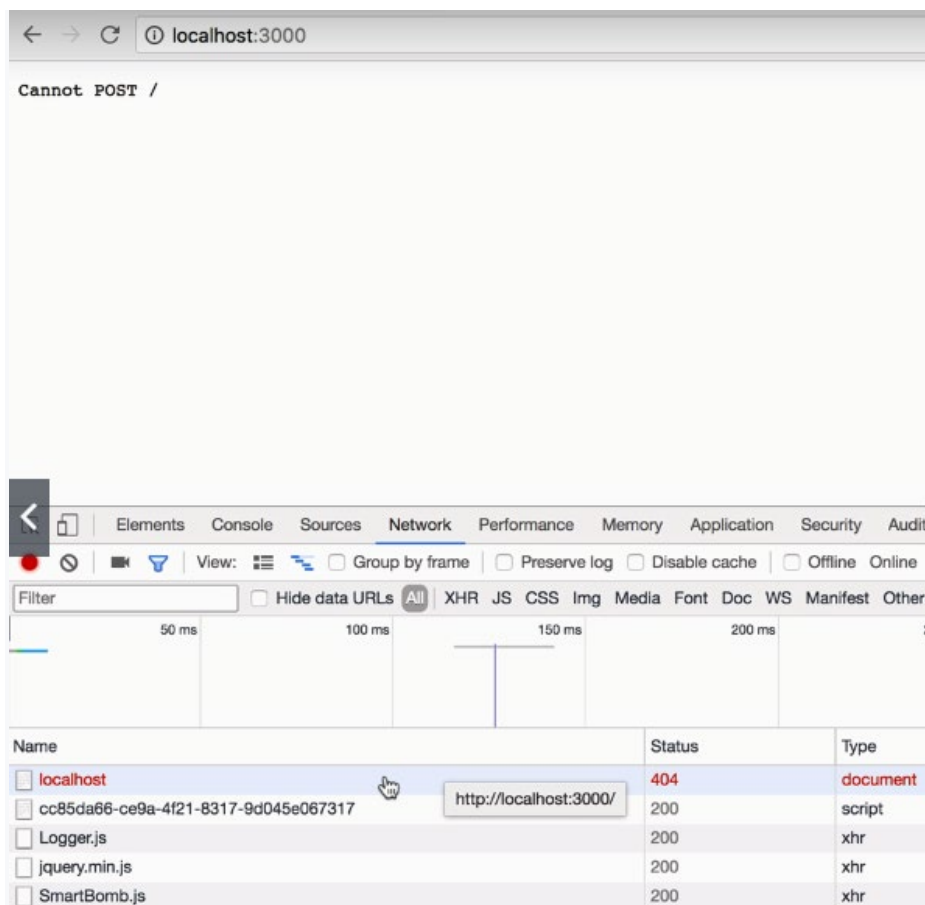 localhost:3000
Cannot POST /
Elements Console Sources Network Performance Memory Application Security Audit
View: Group by frame Preserve log Disable cache Offline Online
Filter Hide data URLs All XHR JS CSS Img Media Font Doc WS Manifest Other
50 ms 100 ms 150 ms 200 ms
Name Status Type
localhost 404 document
http://localhost:3000/
cc85da66-ce9a-4f21-8317-9d045e067317 200 script
Logger.js 200 xhr
jquery.min.js 200 xhr
SmartBomb.js 200 xhr